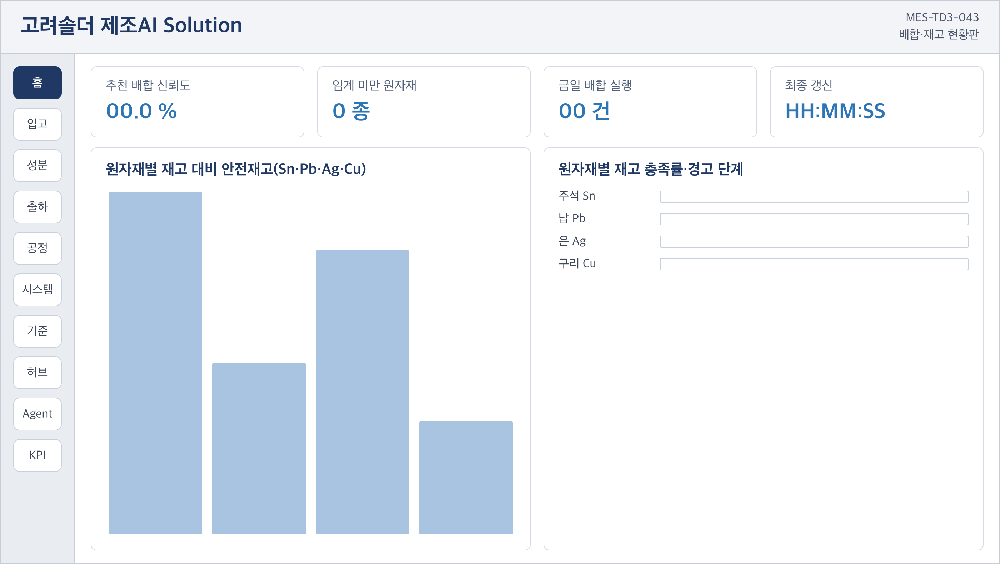 고려솔더 제조AI Solution
MES-TD3-043
배합·재고 현황판
홈
입고
성분
출하
공정
시스템
기준
허브
Agent
KPI
추천 배합 신뢰도
00.0 %
임계 미만 원자재
0 종
금일 배합 실행
00 건
최종 갱신
HH:MM:SS
원자재별 재고 대비 안전재고(Sn·Pb·Ag·Cu)
원자재별 재고 충족률·경고 단계
주석 Sn
납 Pb
은 Ag
구리 Cu